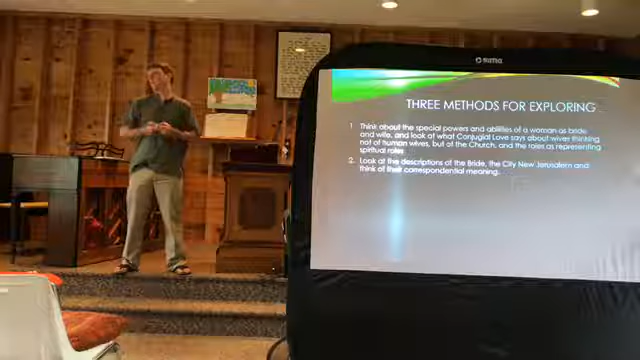 THREE METHODS FOR EXPLORING
1. Think about the special powers and abilities of a woman as bride
and wife, and look at what Conjugial Love says about wives thinking
not of human wives, but of the Church, and the roles as representing
spiritual roles
2. Look at the descriptions of the Bride, the City New Jerusalem and
think of their correspondential meaning.